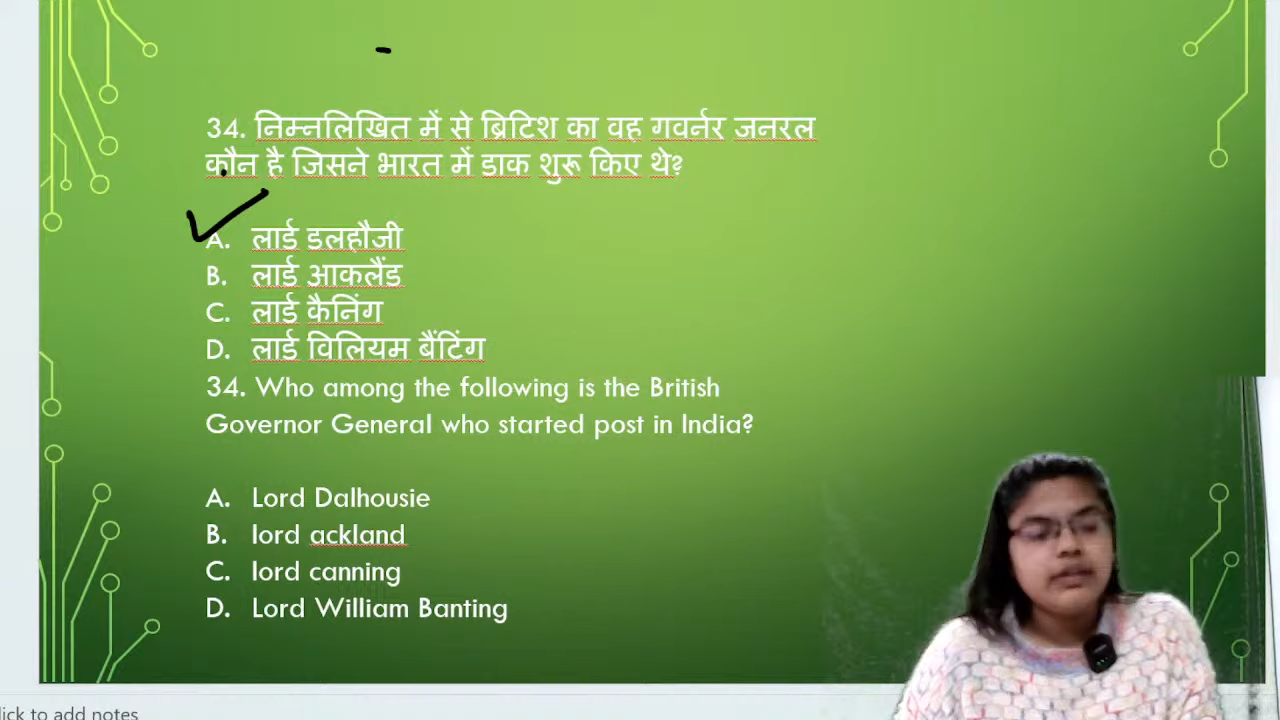 34. निम्नलिखित में से ब्रिटिश का वह गवर्नर जनरल
कौन है जिसने भारत में डाक शुरू किए थे?
A. लार्ड डलहौजी
B. लार्ड आकलैंड
C. लार्ड कैनिंग
D. लार्ड विलियम बैंटिंग
34. Who among the following is the British
Governor General who started post in India?
A. Lord Dalhousie
B. lord ackland
C. lord canning
D. Lord William Banting
lick to add notes